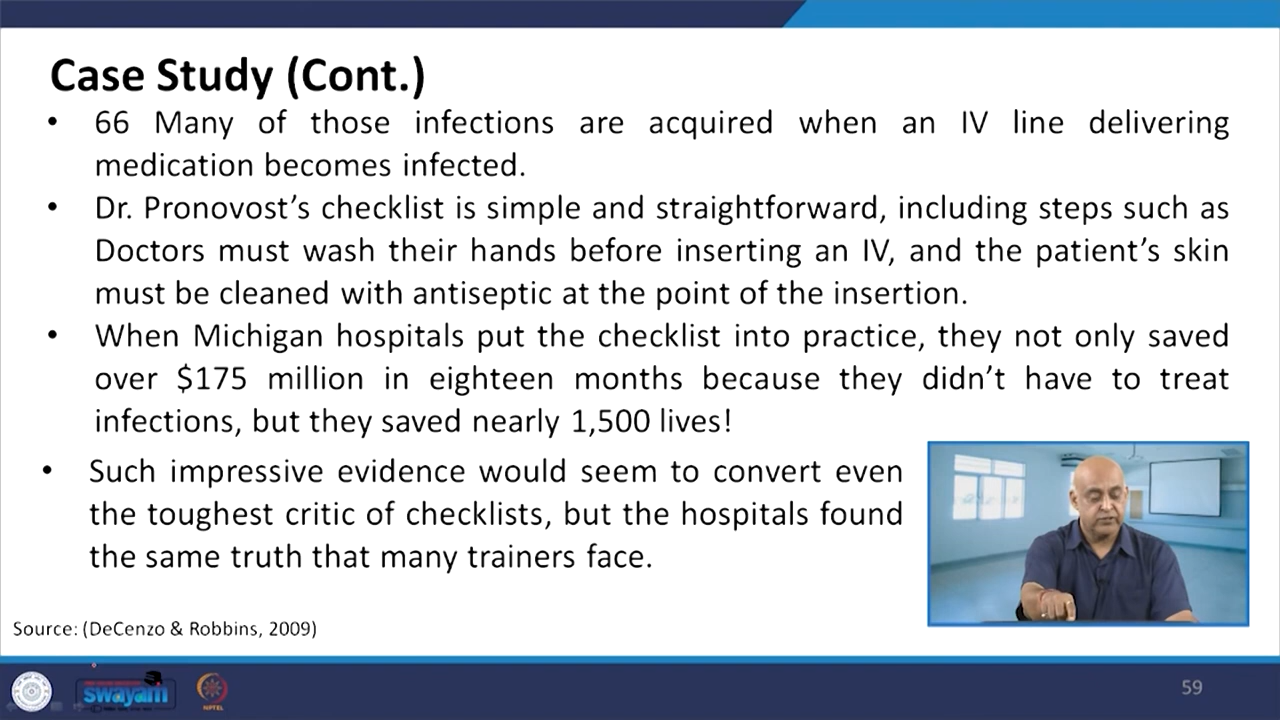 Case Study (Cont.)
• 66 Many of those infections are acquired when an IV line delivering
medication becomes infected.
• Dr. Pronovost’s checklist is simple and straightforward, including steps such as
Doctors must wash their hands before inserting an IV, and the patient’s skin
must be cleaned with antiseptic at the point of the insertion.
• When Michigan hospitals put the checklist into practice, they not only saved
over $175 million in eighteen months because they didn’t have to treat
infections, but they saved nearly 1,500 lives!
• Such impressive evidence would seem to convert even
the toughest critic of checklists, but the hospitals found
the same truth that many trainers face.
Source: (DeCenzo & Robbins, 2009)
swayam
NPTEL
59